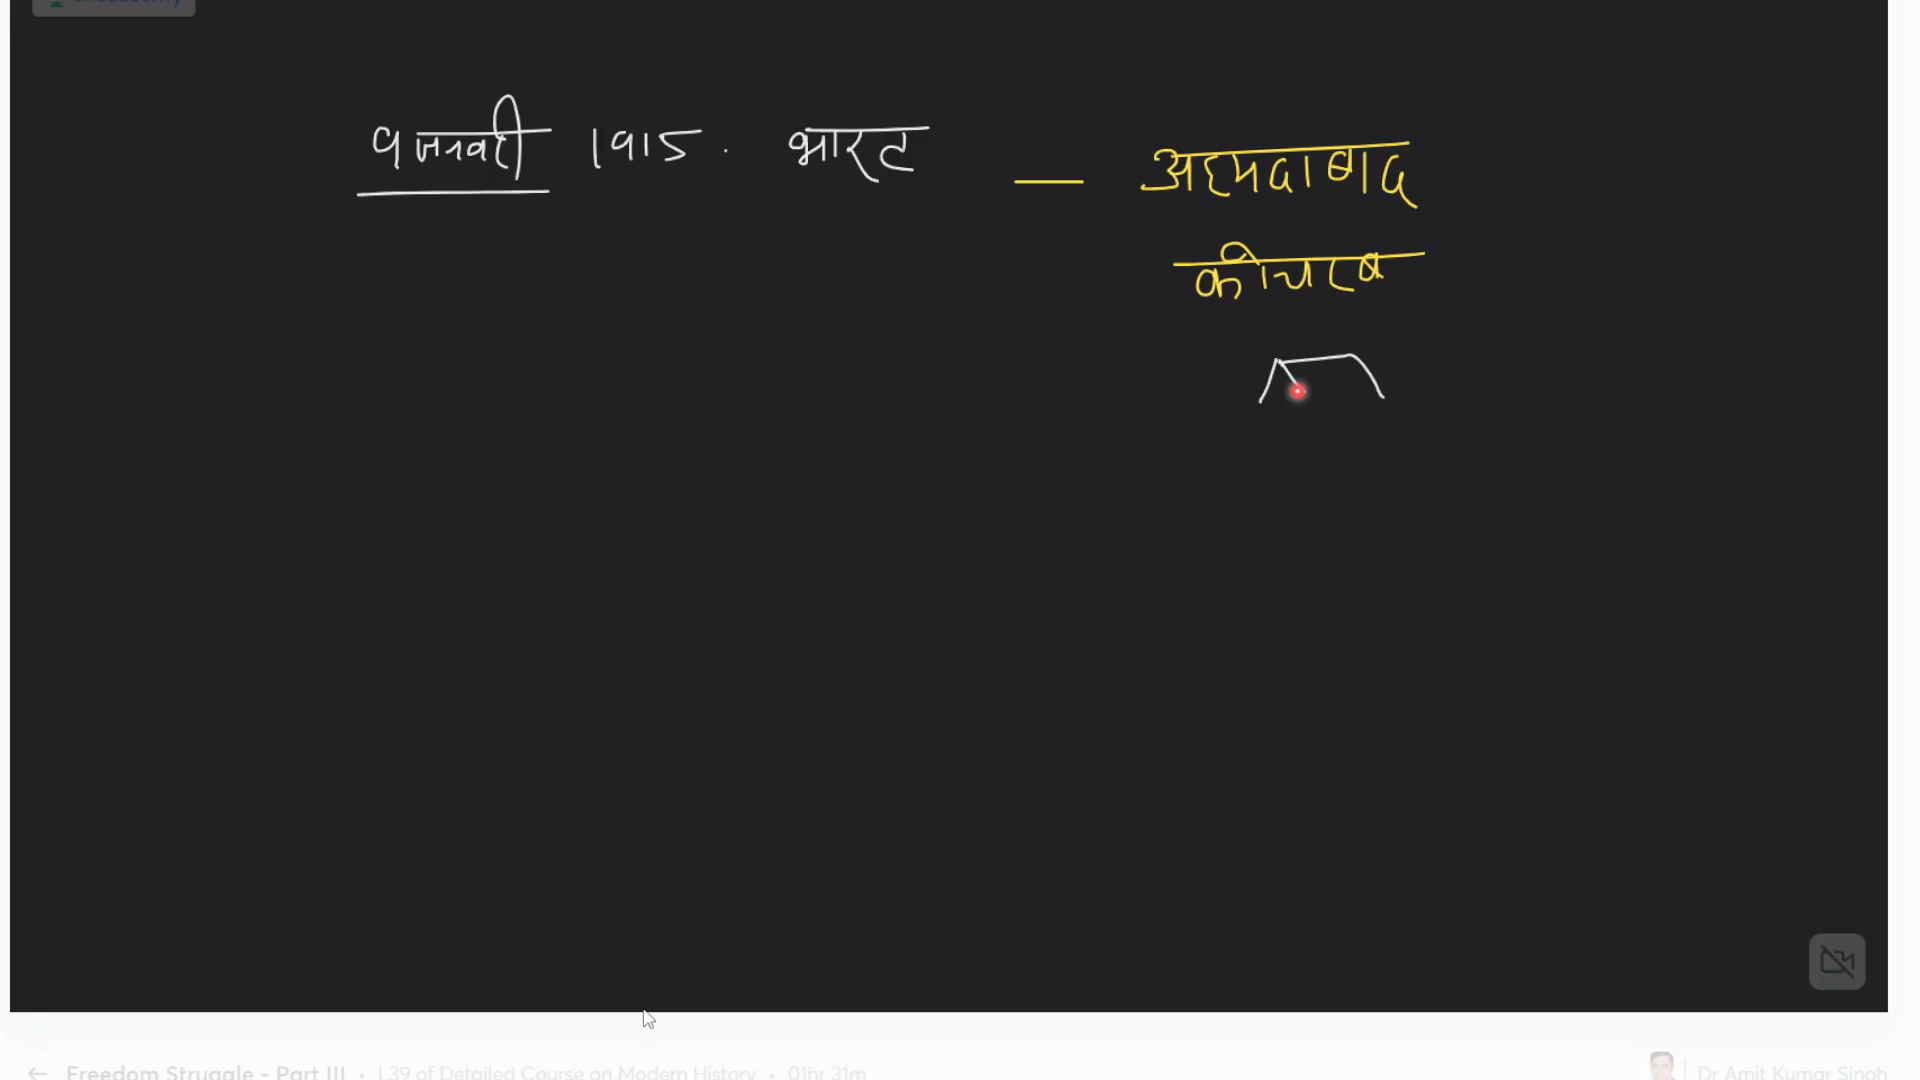 9 जनवरी 1915. भारत — अहमदाबाद
कोचरब
Freedom Struggle - Part III • L39 of Detailed Course on Modern History • 01hr 31m
Dr Amit Kumar Singh